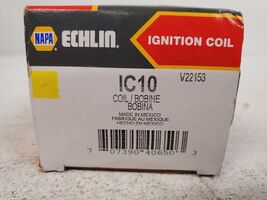 NAPA ECHLIN. IGNITION COIL
IC10
V22153
COIL / BOBINE
BOBINA
MADE IN MEXICO
FABRIQUÉ AU MEXIQUE
HECHO EN MEXICO
7 07390 40650 3